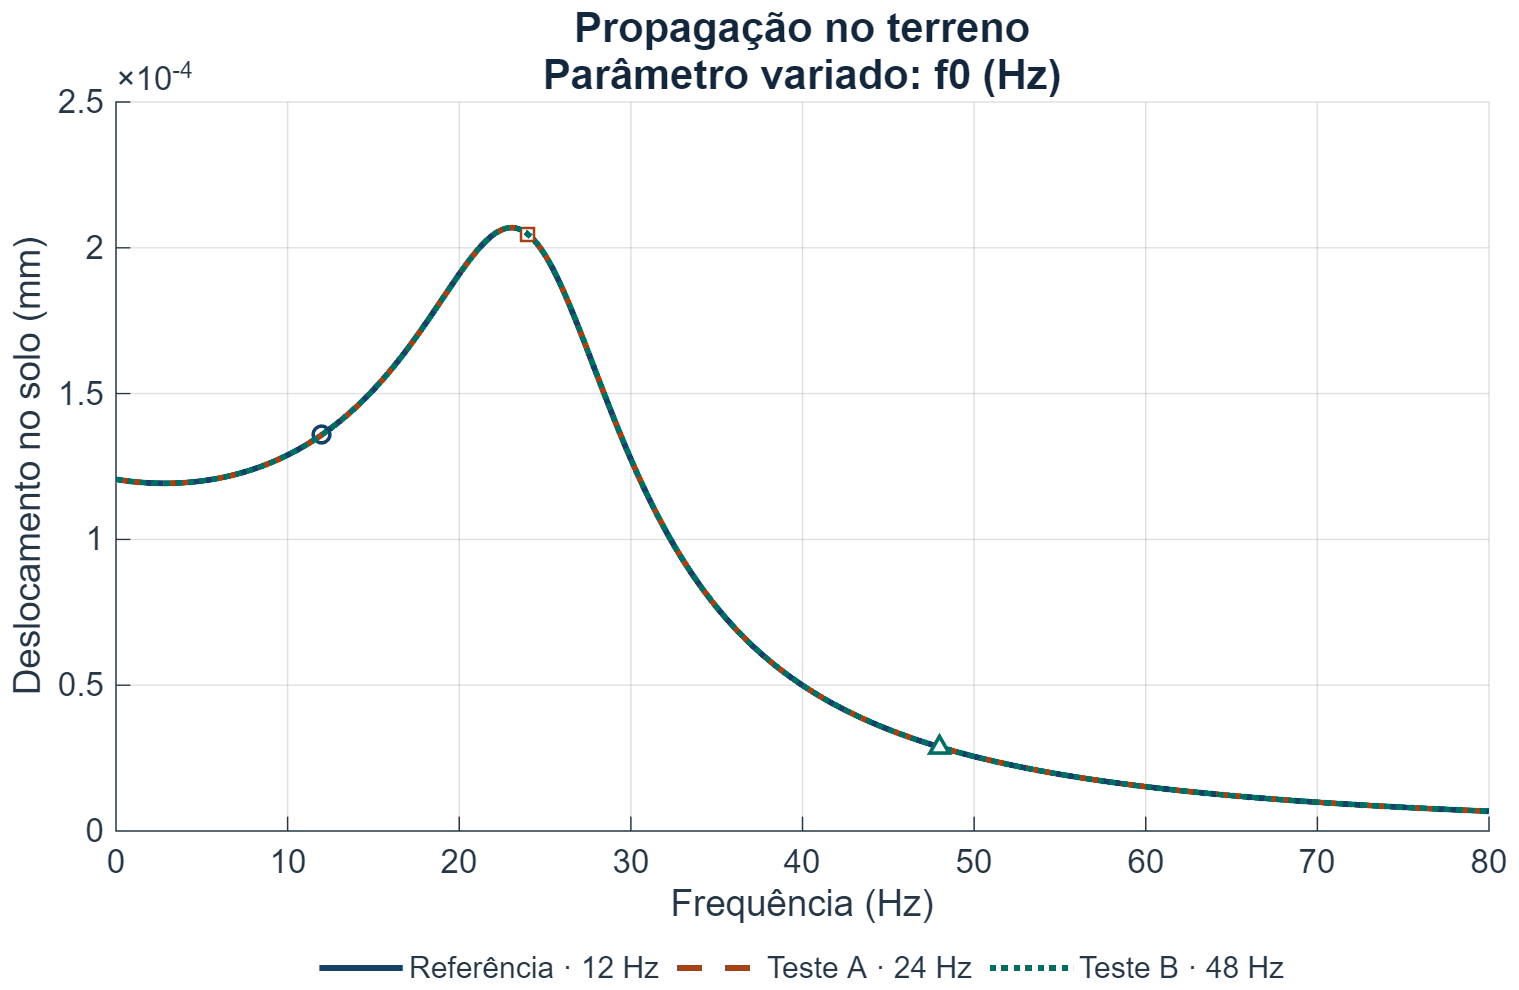 Propagação no terreno
Parâmetro variado: f0 (Hz)
×10-4
2.5
2
1.5
1
0.5
0
Deslocamento no solo (mm)
0 10 20 30 40 50 60 70 80
Frequência (Hz)
Referência · 12 Hz Teste A · 24 Hz Teste B · 48 Hz